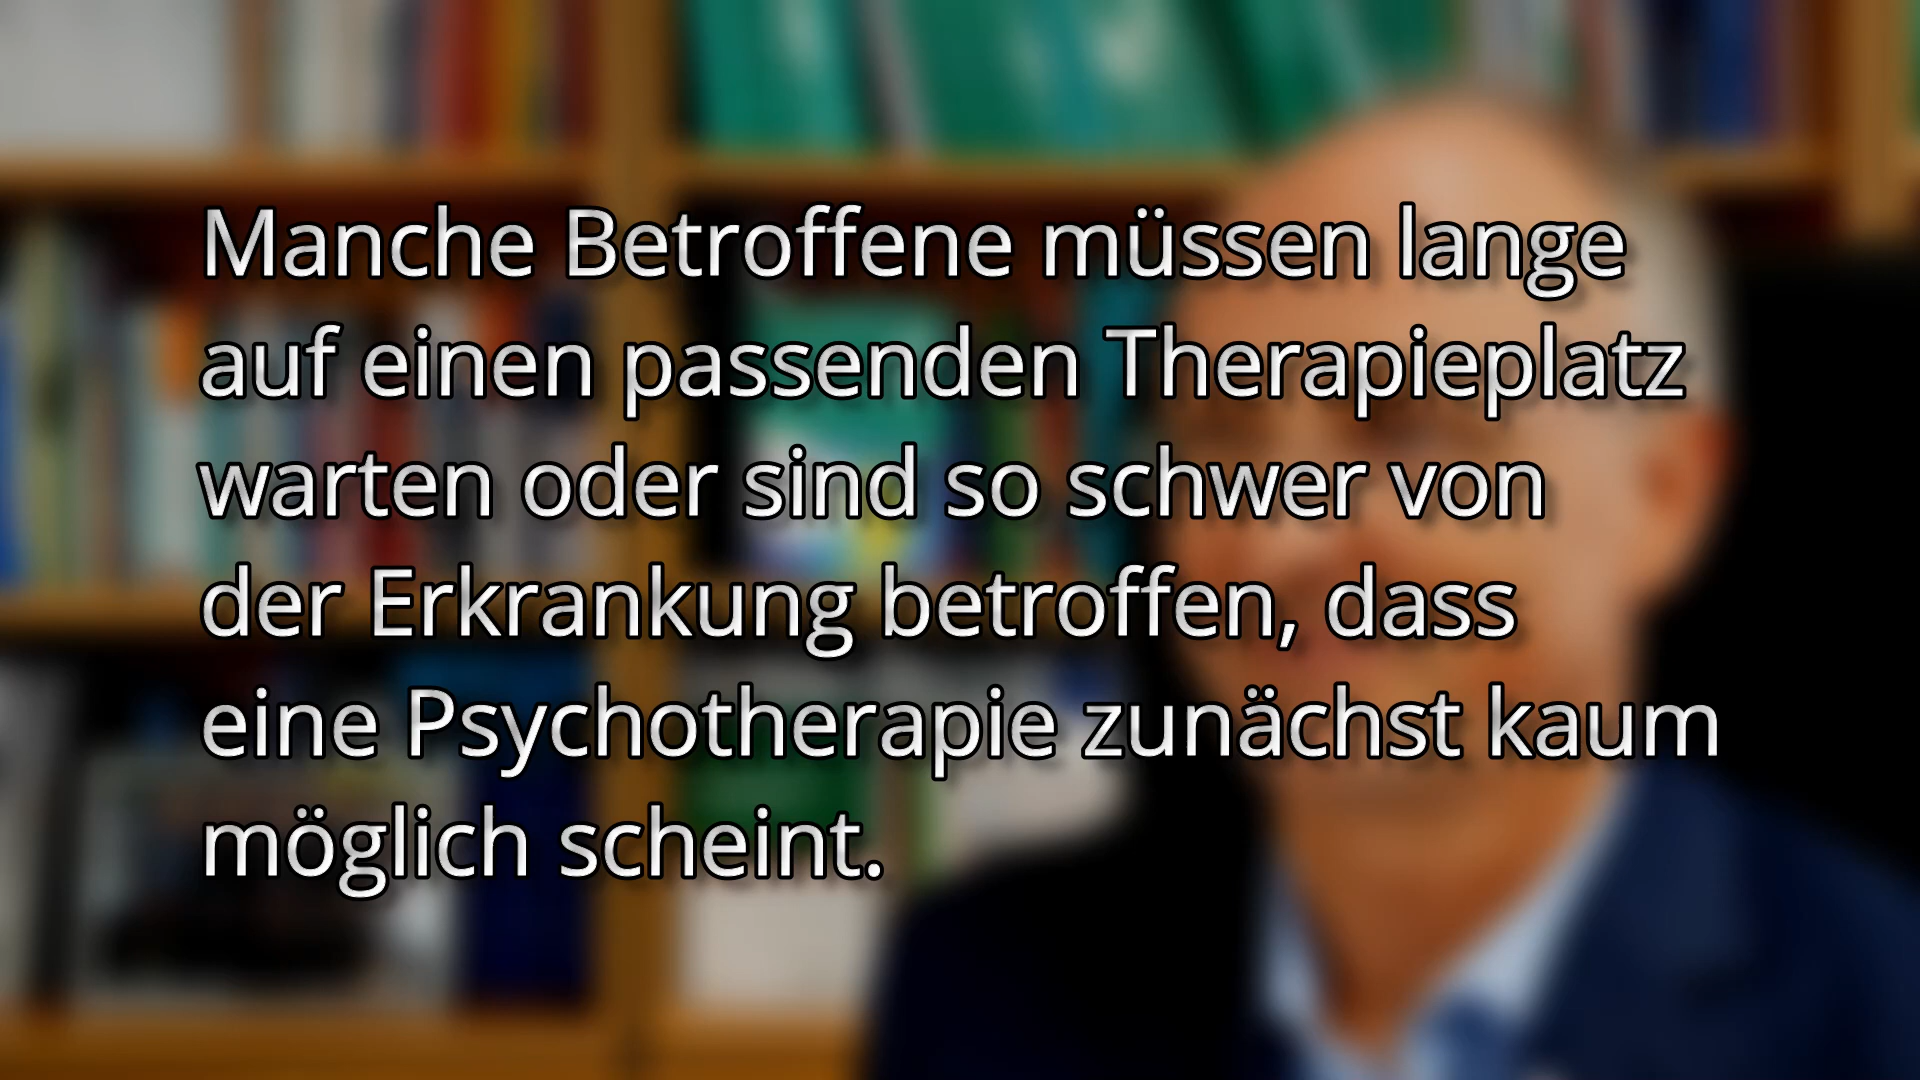 Manche Betroffene müssen lange
auf einen passenden Therapieplatz
warten oder sind so schwer von
der Erkrankung betroffen, dass
eine Psychotherapie zunächst kaum
möglich scheint.